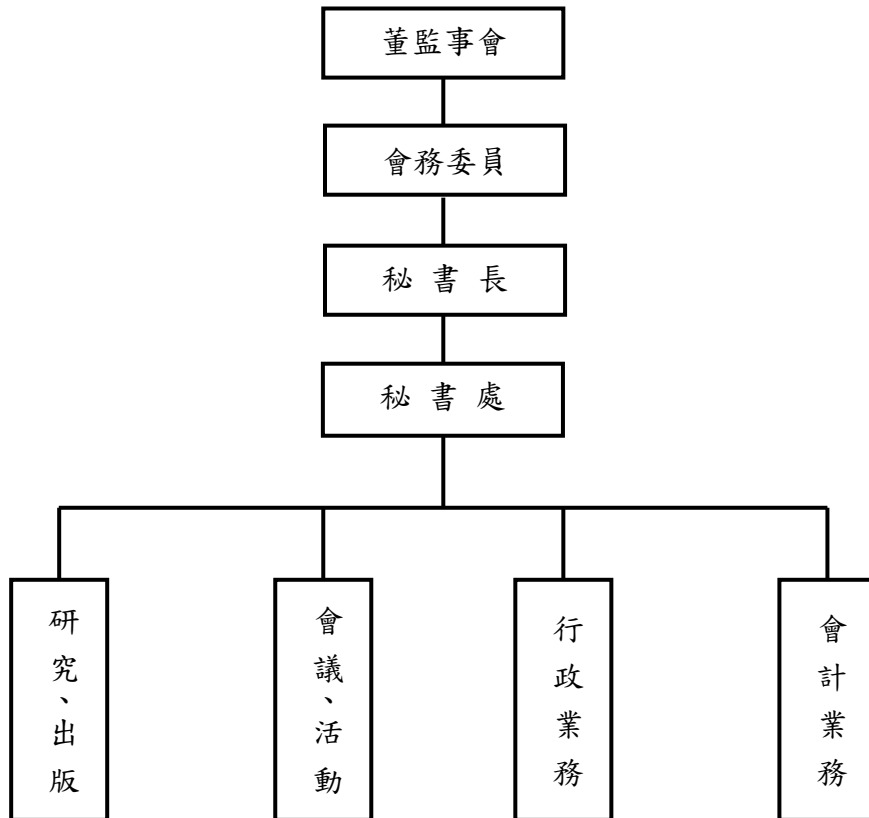 董監事會
會務委員
秘書長
秘書處
研究、出版
會議、活動
行政業務
會計業務